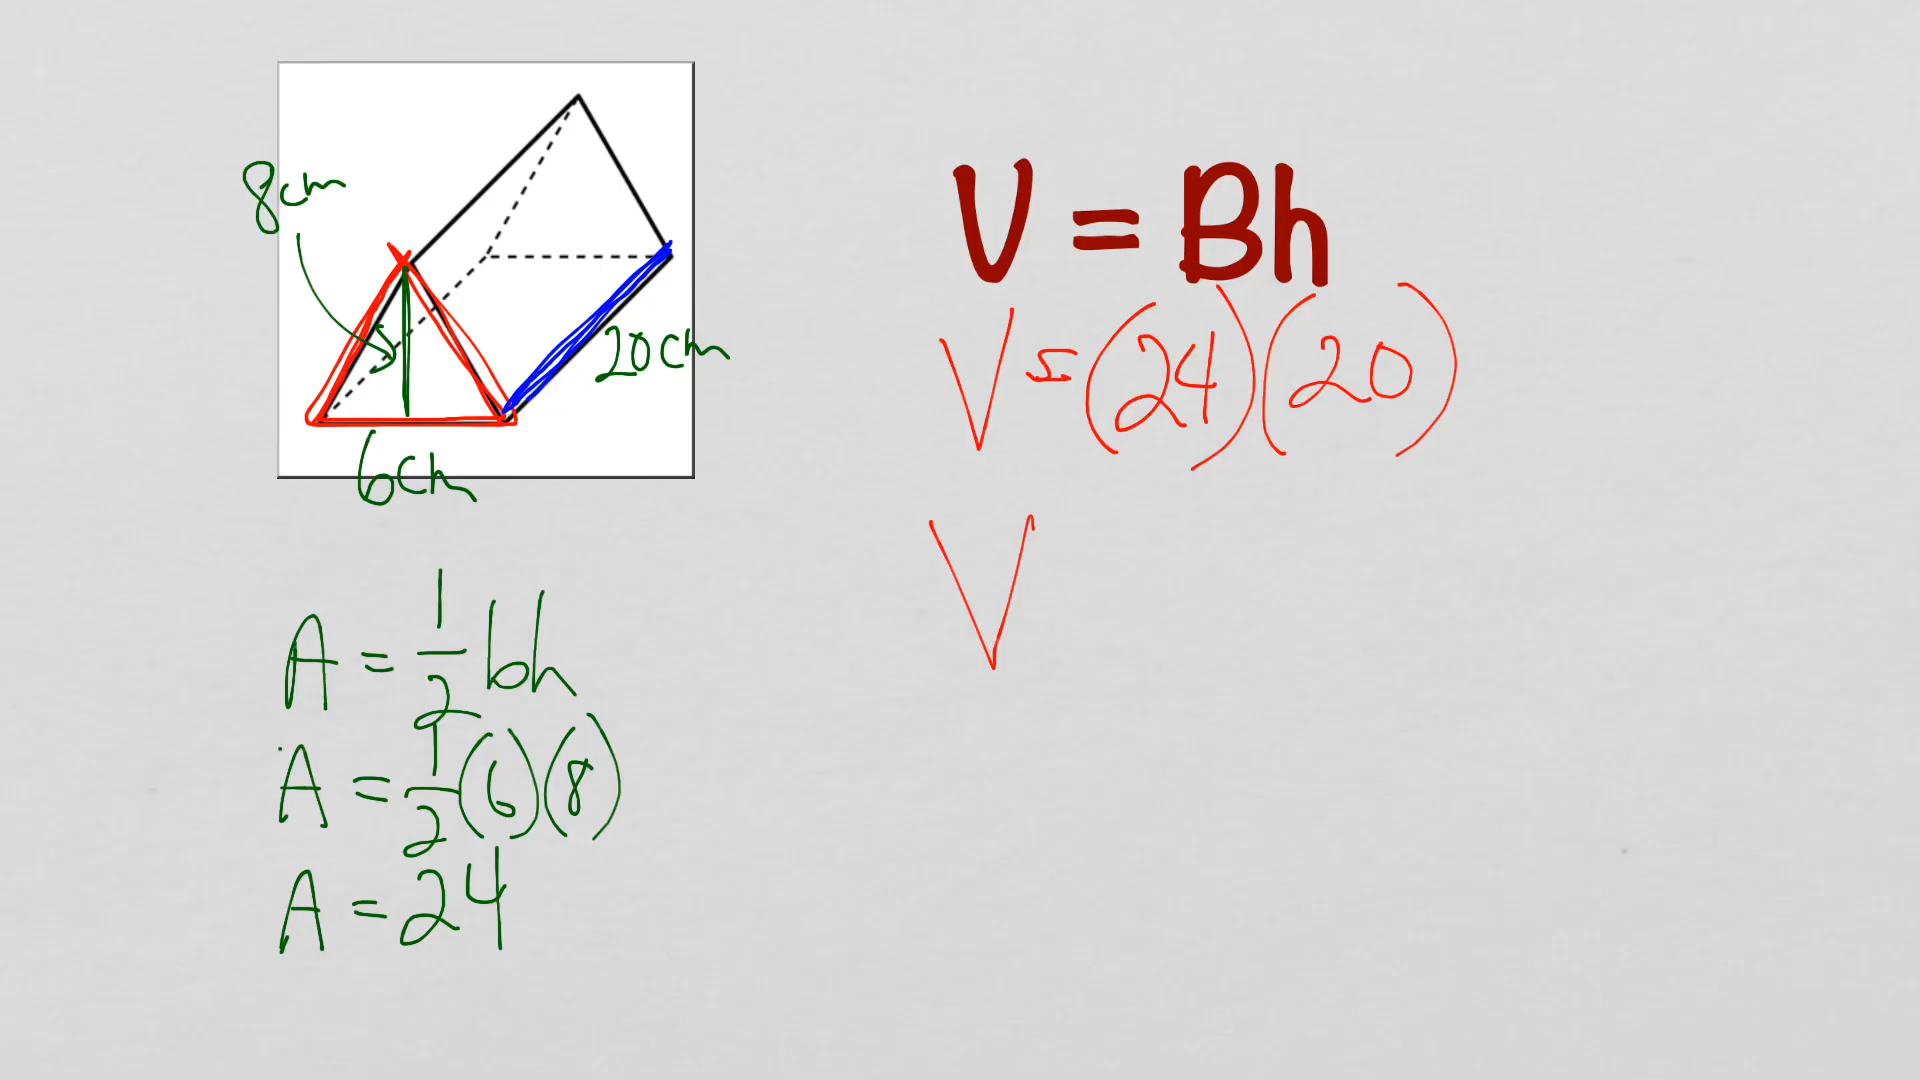 8cm
20cm
6cm
V = Bh
V = (24)(20)
V
A = 1/2 bh
A = 1/2 (6)(8)
A = 24